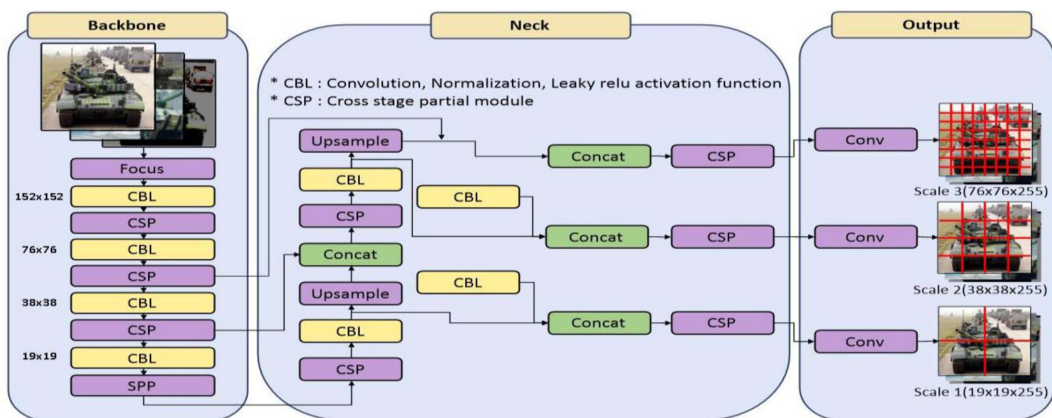 Backbone
Focus
152x152
CBL
CSP
76x76
CBL
CSP
38x38
CBL
CSP
19x19
CBL
SPP
Neck
* CBL : Convolution, Normalization, Leaky relu activation function
* CSP : Cross stage partial module
Upsample
CBL
CSP
Concat
Upsample
CBL
CSP
CBL
CBL
Concat
CSP
Concat
CSP
Concat
CSP
Output
Conv
Scale 3(76x76x255)
Conv
Scale 2(38x38x255)
Conv
Scale 1(19x19x255)